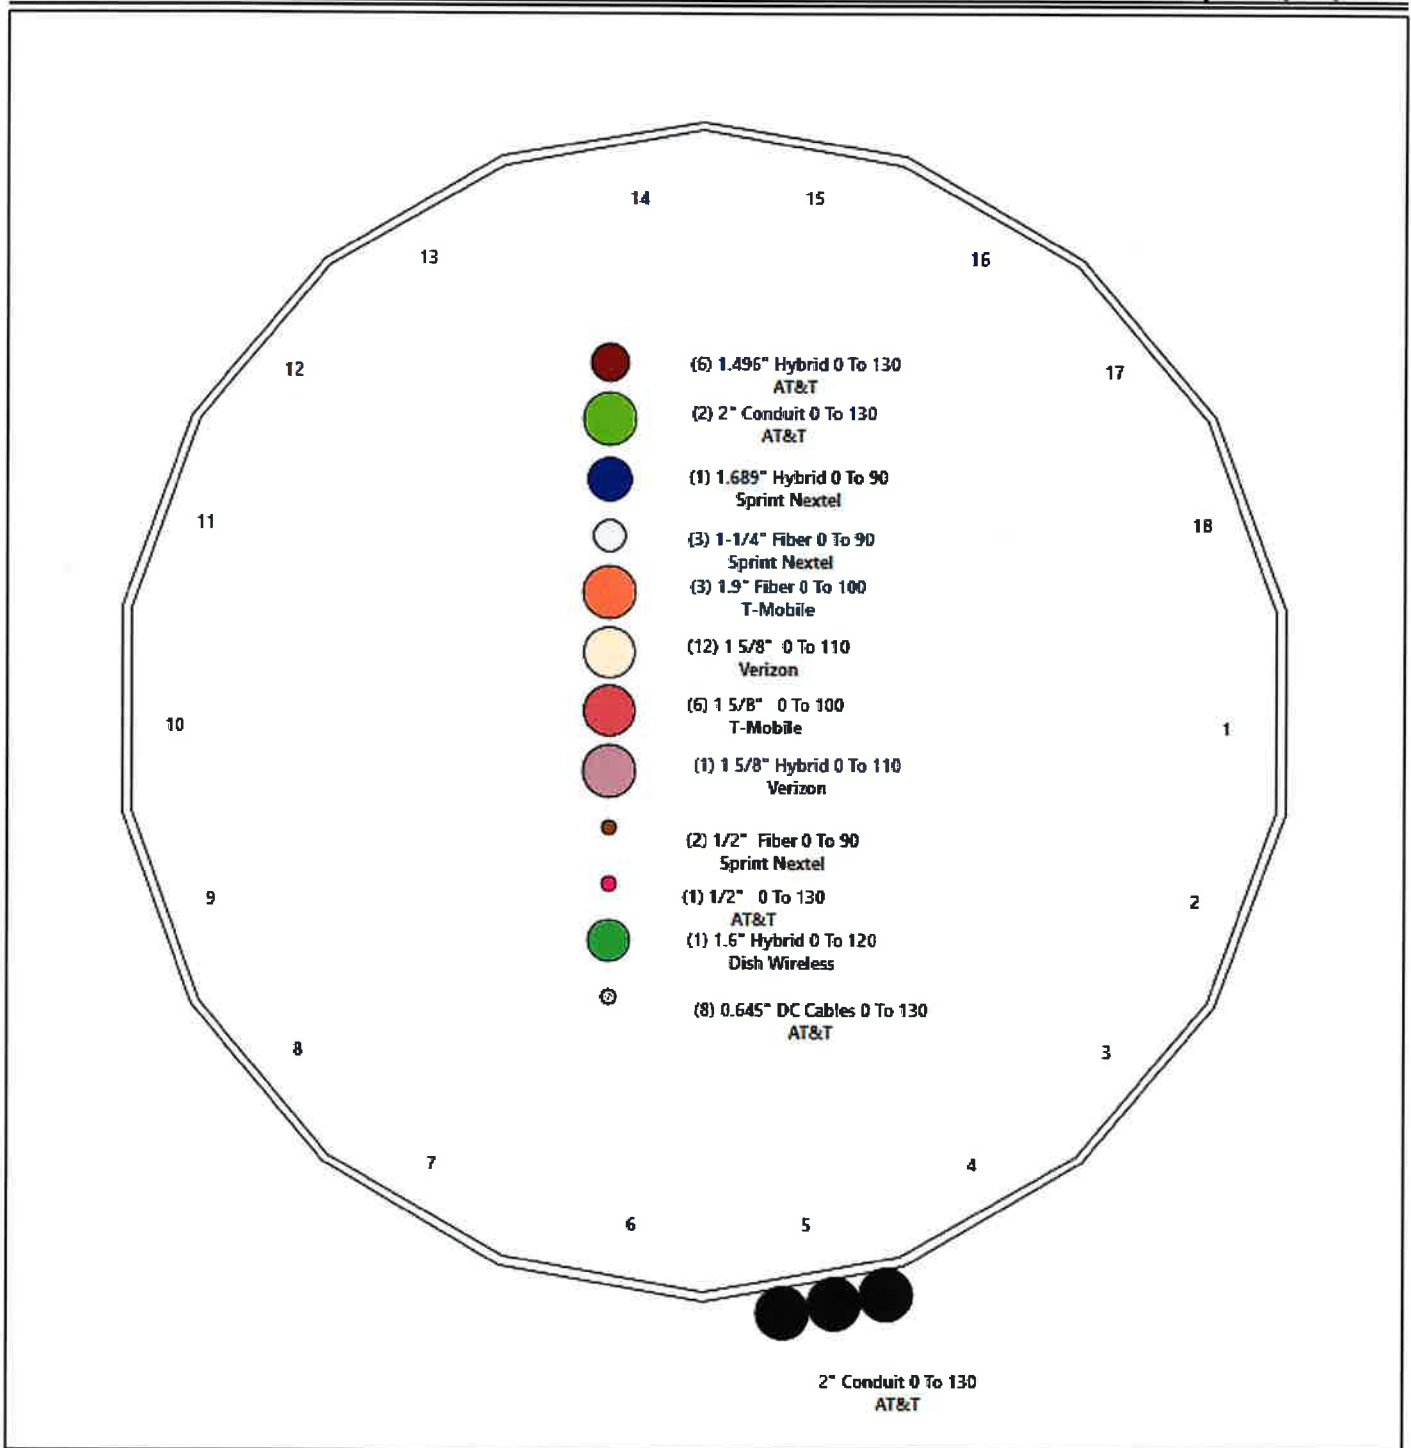 14 15
13 16
12 17
(6) 1.496" Hybrid 0 To 130
AT&T
(2) 2" Conduit 0 To 130
AT&T
(1) 1.689" Hybrid 0 To 90
Sprint Nextel
11 18
(3) 1-1/4" Fiber 0 To 90
Sprint Nextel
(3) 1.9" Fiber 0 To 100
T-Mobile
(12) 1 5/8" 0 To 110
Verizon
(6) 1 5/8" 0 To 100
T-Mobile
10 1
(1) 1 5/8" Hybrid 0 To 110
Verizon
(2) 1/2" Fiber 0 To 90
Sprint Nextel
9 2
(1) 1/2" 0 To 130
AT&T
(1) 1.6" Hybrid 0 To 120
Dish Wireless
(8) 0.645" DC Cables 0 To 130
AT&T
8 3
7 4
6 5
2" Conduit 0 To 130
AT&T